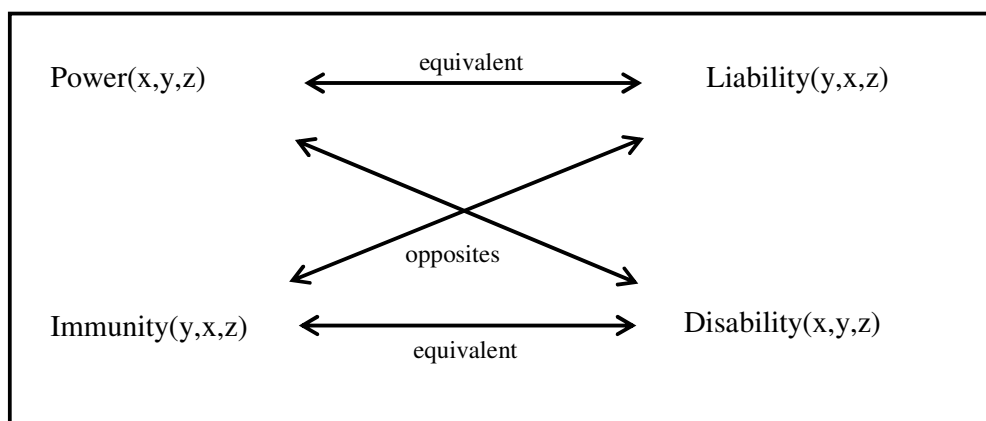 equivalent
Power(x,y,z)
Liability(y,x,z)
opposites
Immunity(y,x,z)
Disability(x,y,z)
equivalent